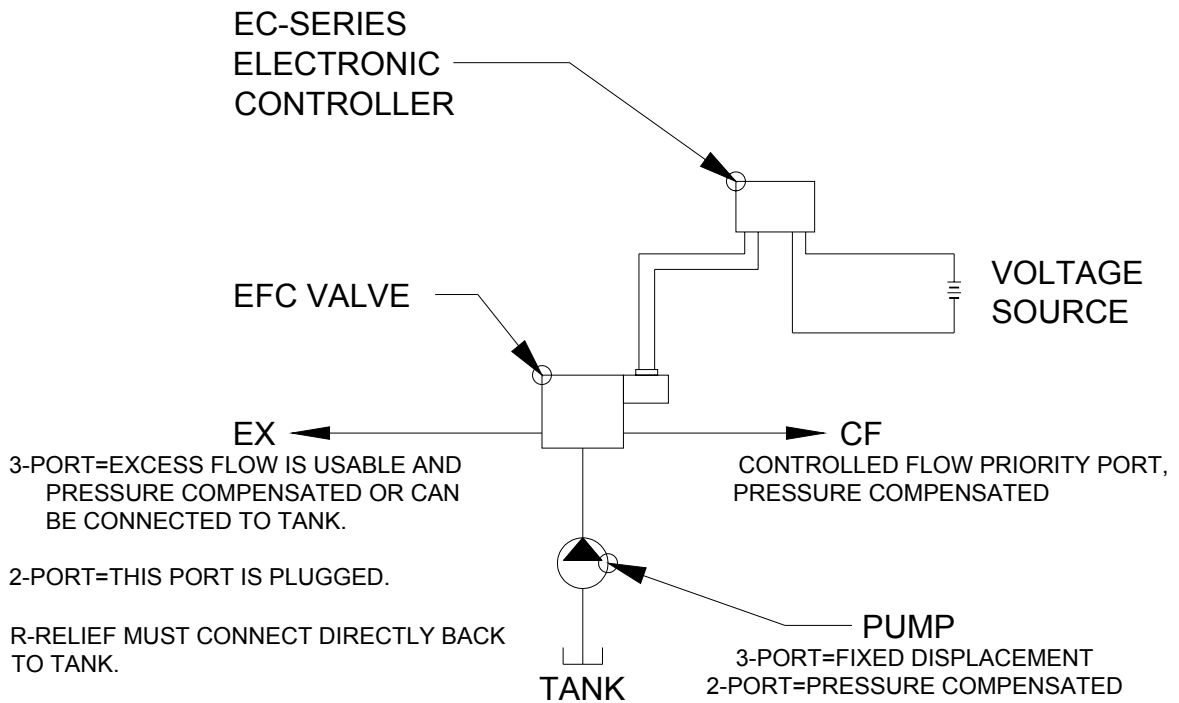 EC-SERIES
ELECTRONIC
CONTROLLER
VOLTAGE
SOURCE
EFC VALVE
EX
3-PORT=EXCESS FLOW IS USABLE AND
PRESSURE COMPENSATED OR CAN
BE CONNECTED TO TANK.
2-PORT=THIS PORT IS PLUGGED.
R-RELIEF MUST CONNECT DIRECTLY BACK
TO TANK.
CF
CONTROLLED FLOW PRIORITY PORT,
PRESSURE COMPENSATED
PUMP
3-PORT=FIXED DISPLACEMENT
2-PORT=PRESSURE COMPENSATED
TANK